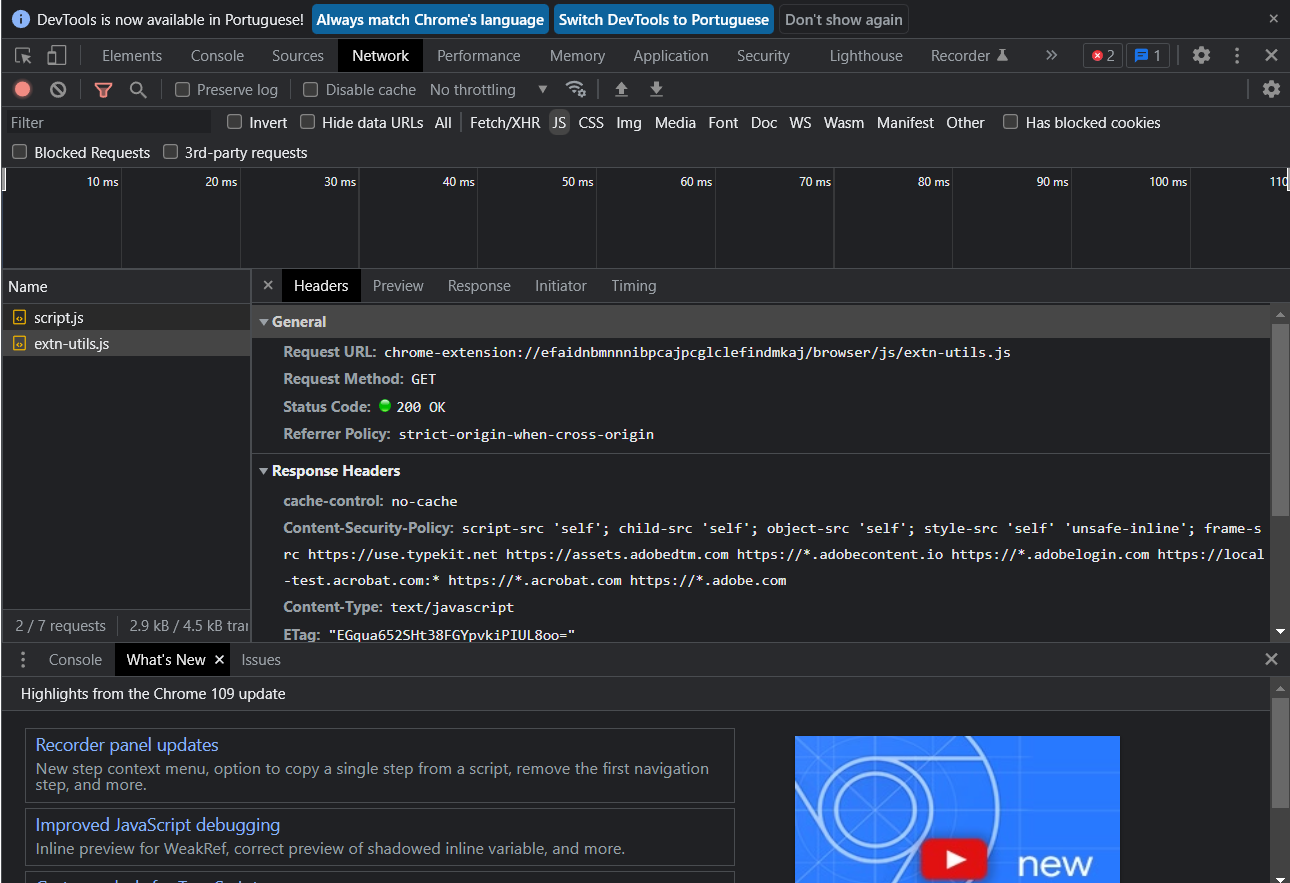 DevTools is now available in Portuguese! Always match Chrome's language Switch DevTools to Portuguese Don't show again
Elements Console Sources Network Performance Memory Application Security Lighthouse Recorder 2 1
Preserve log Disable cache No throttling
Filter Invert Hide data URLs All Fetch/XHR JS CSS Img Media Font Doc WS Wasm Manifest Other Has blocked cookies
Blocked Requests 3rd-party requests
10 ms 20 ms 30 ms 40 ms 50 ms 60 ms 70 ms 80 ms 90 ms 100 ms 110
Name
script.js
extn-utils.js
2 / 7 requests 2.9 kB / 4.5 kB tran
Headers Preview Response Initiator Timing
General
Request URL: chrome-extension://efaidnbmnnnibpcajpcglclefindmkaj/browser/js/extn-utils.js
Request Method: GET
Status Code: 200 OK
Referrer Policy: strict-origin-when-cross-origin
Response Headers
cache-control: no-cache
Content-Security-Policy: script-src 'self'; child-src 'self'; object-src 'self'; style-src 'self' 'unsafe-inline'; frame-s
rc https://use.typekit.net https://assets.adobedtm.com https://*.adobecontent.io https://*.adobelogin.com https://local
-test.acrobat.com:* https://*.acrobat.com https://*.adobe.com
Content-Type: text/javascript
ETag: "EGqua652SHt38FGYpvkiPIUL8oo="
Console What's New Issues
Highlights from the Chrome 109 update
Recorder panel updates
New step context menu, option to copy a single step from a script, remove the first navigation
step, and more.
Improved JavaScript debugging
Inline preview for WeakRef, correct preview of shadowed inline variable, and more.
new